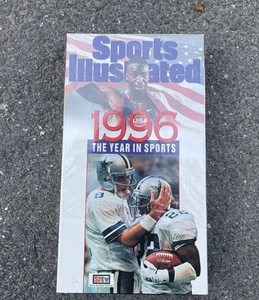 Sports
Illustrated
USA
1996
THE YEAR IN SPORTS